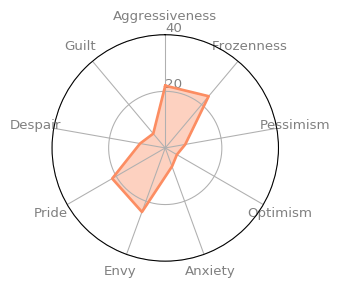 Aggressiveness
40
Guilt
Frozenness
20
Despair
Pessimism
Pride
Optimism
Envy
Anxiety